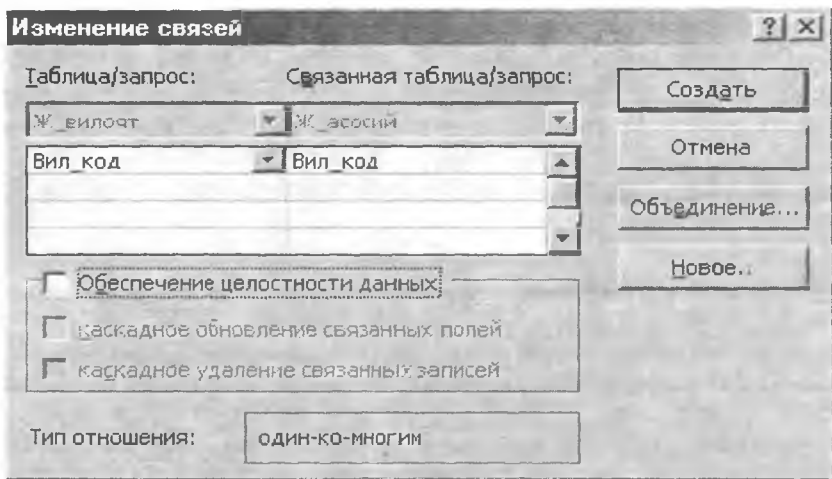 Изменение связей
Таблица/запрос: Связанная таблица/запрос:
Ж_вилоят Ж_асосий
Вил_код Вил_код
Обеспечение целостности данных
каскадное обновление связанных полей
каскадное удаление связанных записей
Тип отношения: один-ко-многим
Создать
Отмена
Объединение...
Новое..